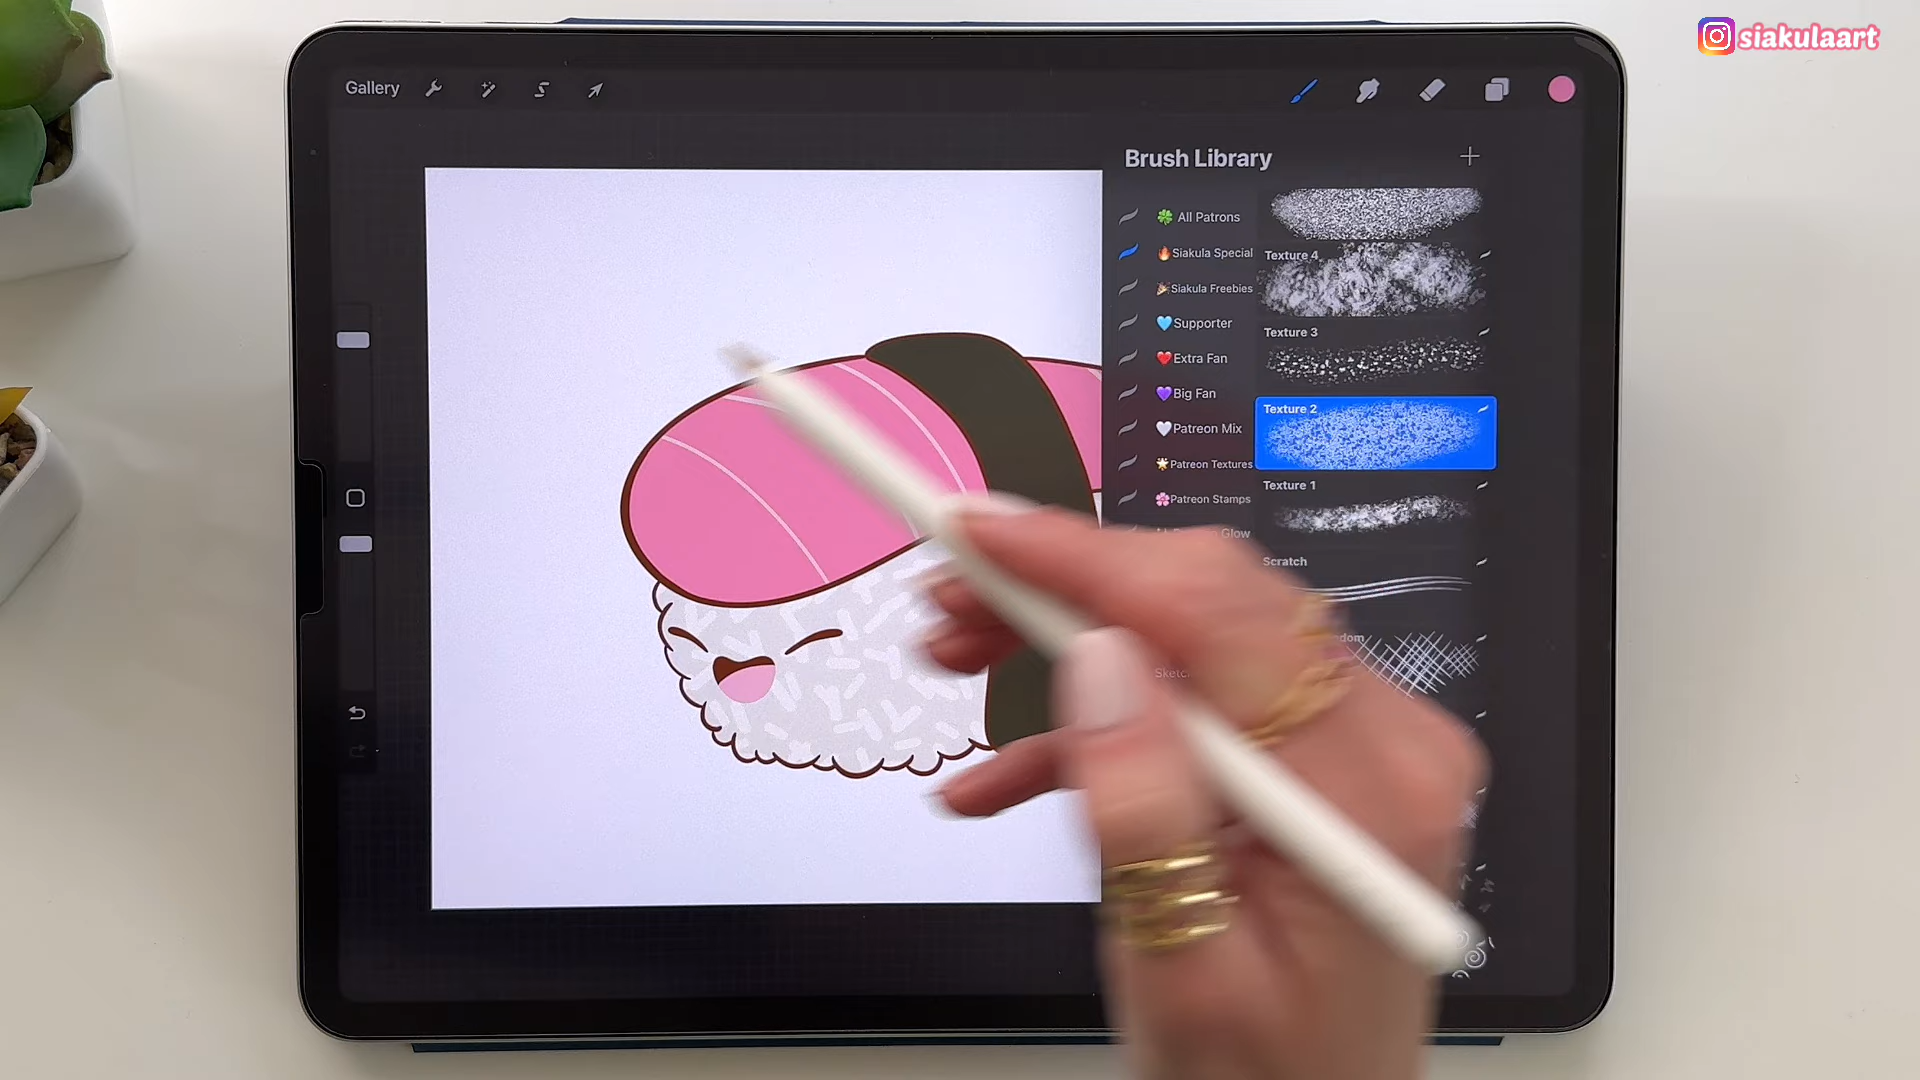 siakulaart
Gallery
Brush Library
All Patrons
Siakula Special
Siakula Freebies
Supporter
Extra Fan
Big Fan
Patreon Mix
Patreon Textures
Patreon Stamps
Glow
Texture 4
Texture 3
Texture 2
Texture 1
Scratch